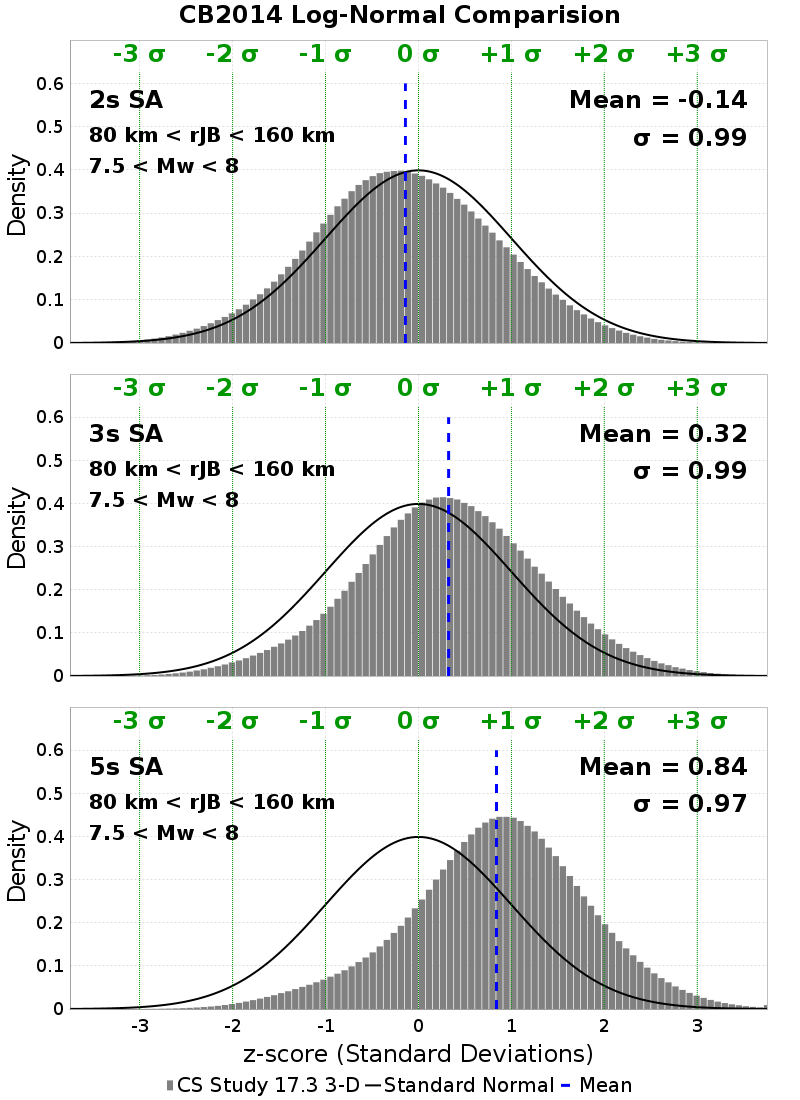 CB2014 Log-Normal Comparision
-3 σ -2 σ -1 σ 0 σ +1 σ +2 σ +3 σ
0.6
2s SA Mean = -0.14
0.5
80 km < rJB < 160 km σ = 0.99
7.5 < Mw < 8
0.4
0.3
0.2
0.1
0
Density
-3 σ -2 σ -1 σ 0 σ +1 σ +2 σ +3 σ
0.6
3s SA Mean = 0.32
0.5
80 km < rJB < 160 km σ = 0.99
7.5 < Mw < 8
0.4
0.3
0.2
0.1
0
Density
-3 σ -2 σ -1 σ 0 σ +1 σ +2 σ +3 σ
0.6
5s SA Mean = 0.84
0.5
80 km < rJB < 160 km σ = 0.97
7.5 < Mw < 8
0.4
0.3
0.2
0.1
0
Density
-3 -2 -1 0 1 2 3
z-score (Standard Deviations)
CS Study 17.3 3-D Standard Normal Mean